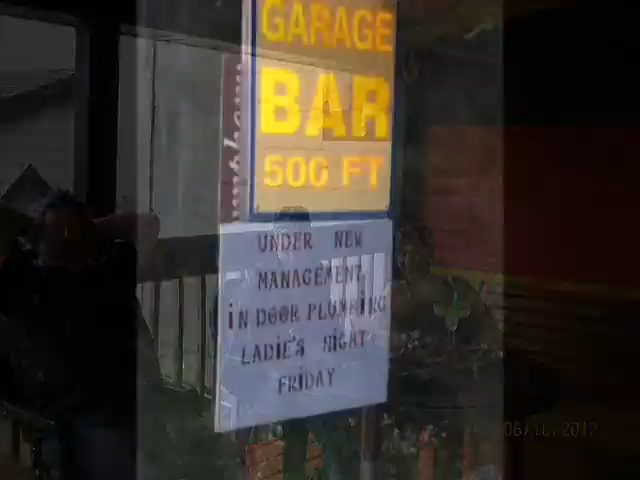 GARAGE
BAR
500 FT
UNDER NEW
MANAGEMENT
iN DOOR PLUMBiNG
LADIE'S NIGHT
FRIDAY